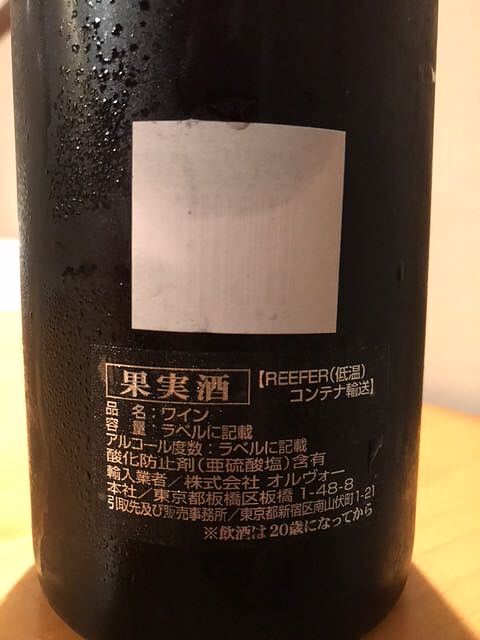 果実酒
【REEFER(低温)
コンテナ輸送】
品 名:ワイン
容 量:ラベルに記載
アルコール度数:ラベルに記載
酸化防止剤(亜硫酸塩)含有
輸入業者/株式会社 オルヴォー
本社/東京都板橋区板橋 1-48-8
引取先及び販売事務所/東京都新宿区南山伏町1-21
※飲酒は20歳になってから